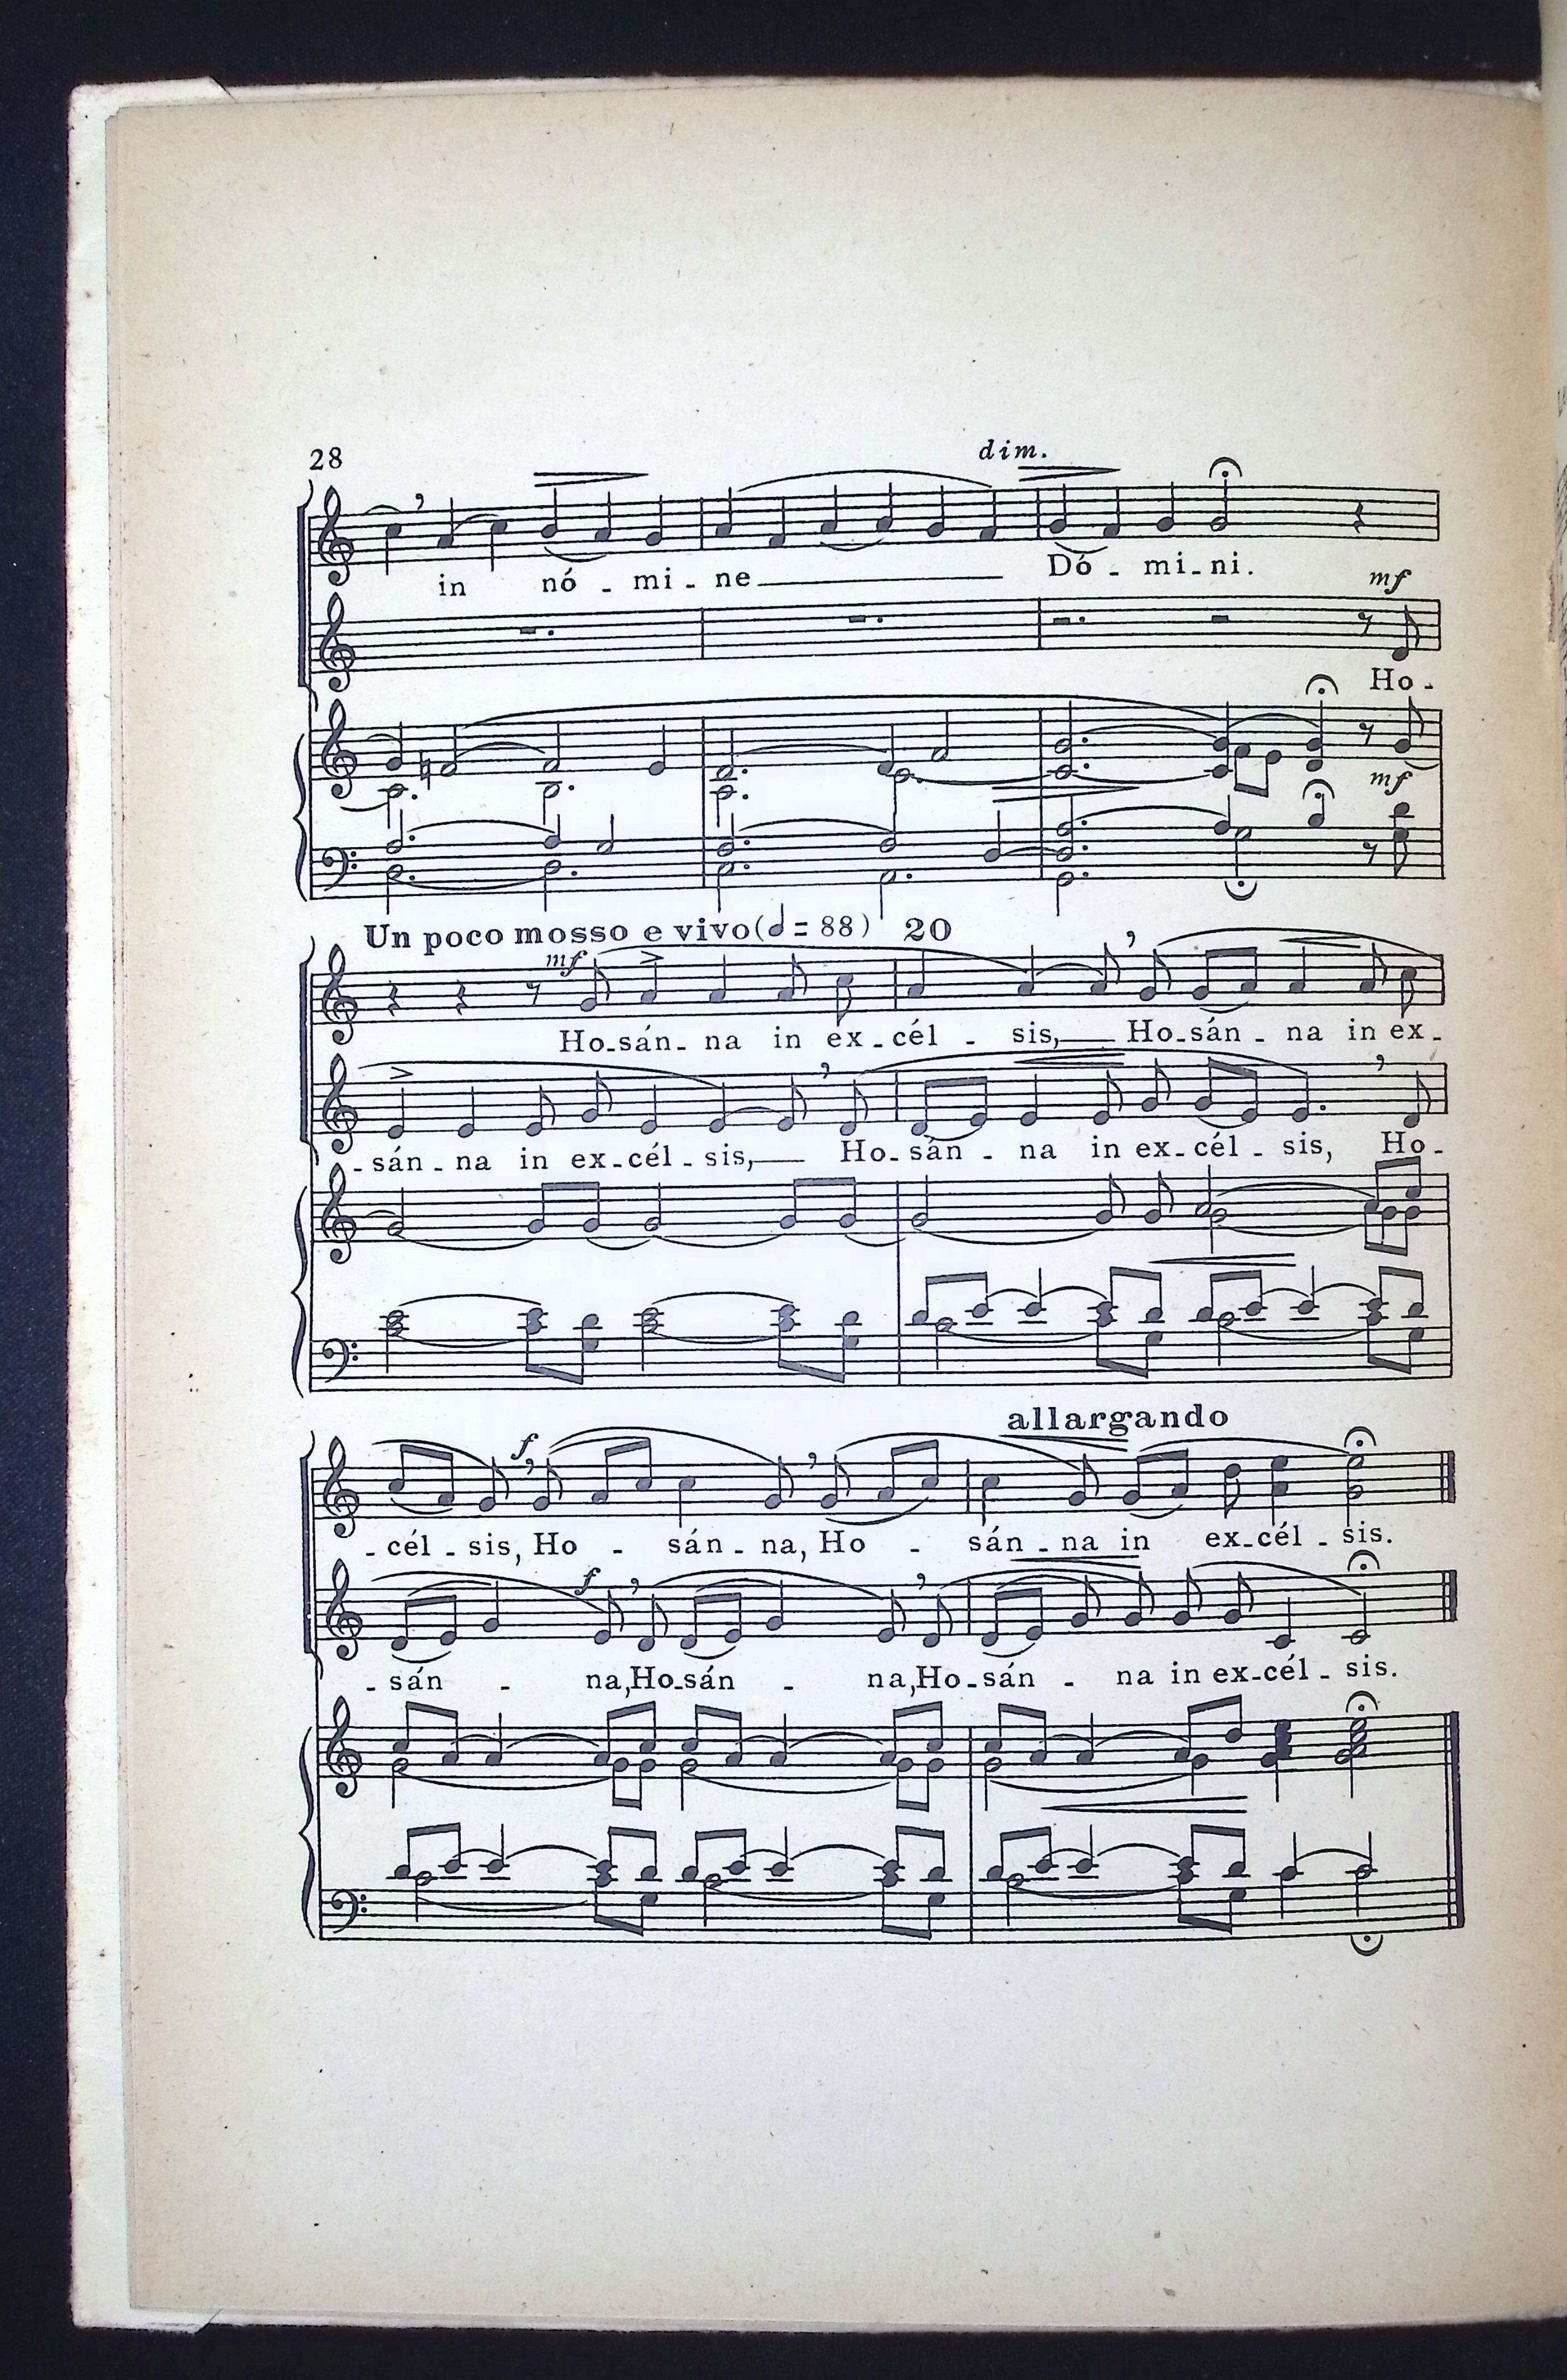 28
dim.
in nó - mi - ne Dó - mi - ni.
mf
Ho -
mf
Un poco mosso e vivo (𝅗𝅥 = 88) 20
mf
Ho - sán - na in ex - cél - sis, Ho - sán - na in ex -
- sán - na in ex - cél - sis, Ho - sán - na in ex - cél - sis, Ho -
allargando
f
- cél - sis, Ho - sán - na, Ho - sán - na in ex - cél - sis.
f
- sán - na, Ho - sán - na, Ho - sán - na in ex - cél - sis.